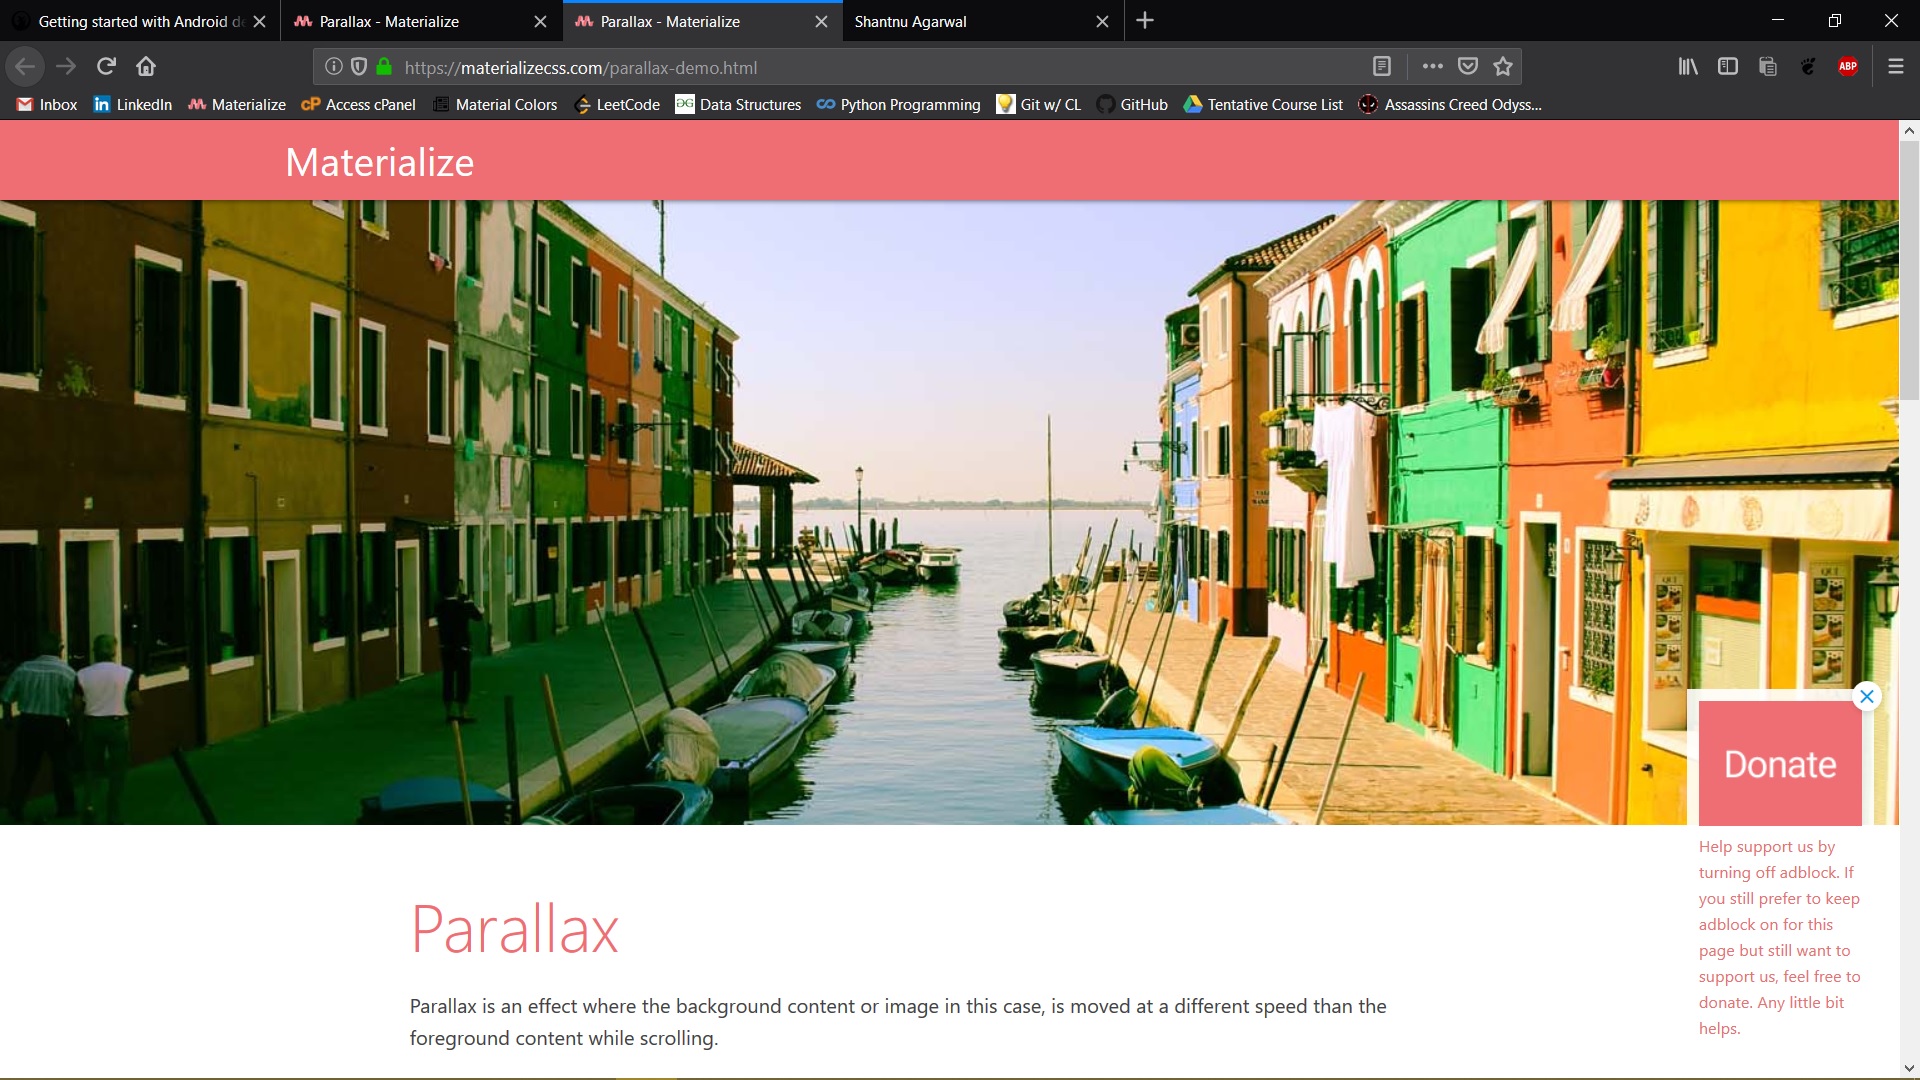 Getting started with Android de
Parallax - Materialize
Parallax - Materialize
Shantnu Agarwal
https://materializecss.com/parallax-demo.html
ABP
Inbox
LinkedIn
Materialize
cP Access cPanel
Material Colors
LeetCode
Data Structures
Python Programming
Git w/ CL
GitHub
Tentative Course List
Assassins Creed Odyss...
Materialize
Donate
Help support us by
turning off adblock. If
you still prefer to keep
adblock on for this
page but still want to
support us, feel free to
donate. Any little bit
helps.
Parallax
Parallax is an effect where the background content or image in this case, is moved at a different speed than the
foreground content while scrolling.